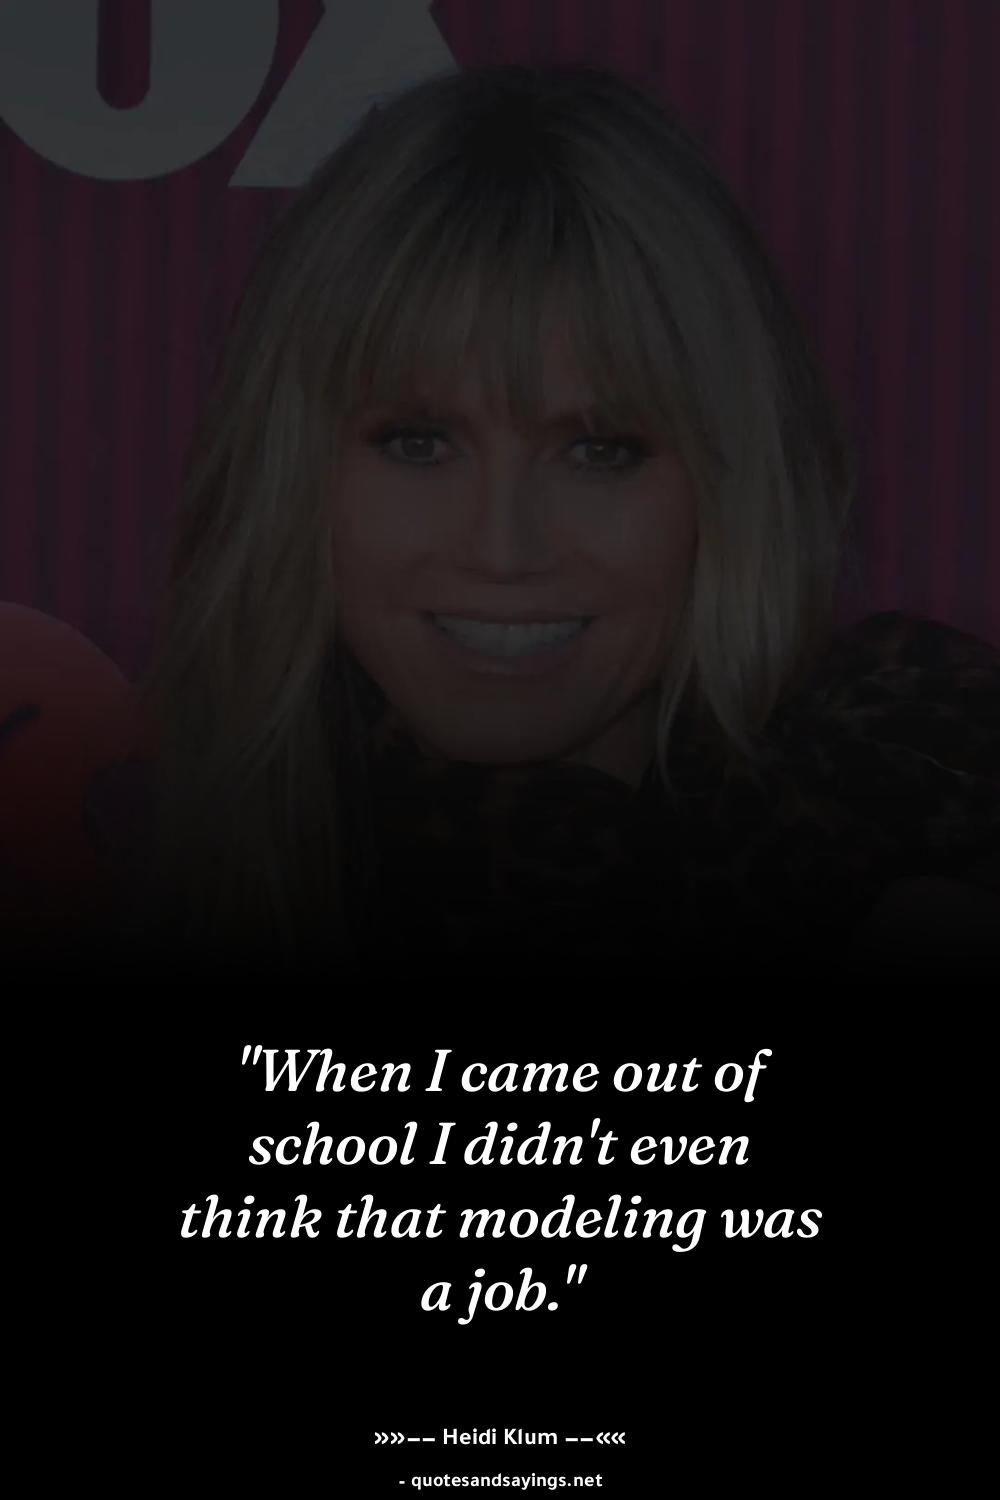 "When I came out of
school I didn't even
think that modeling was
a job."
»»–– Heidi Klum ––««
- quotesandsayings.net